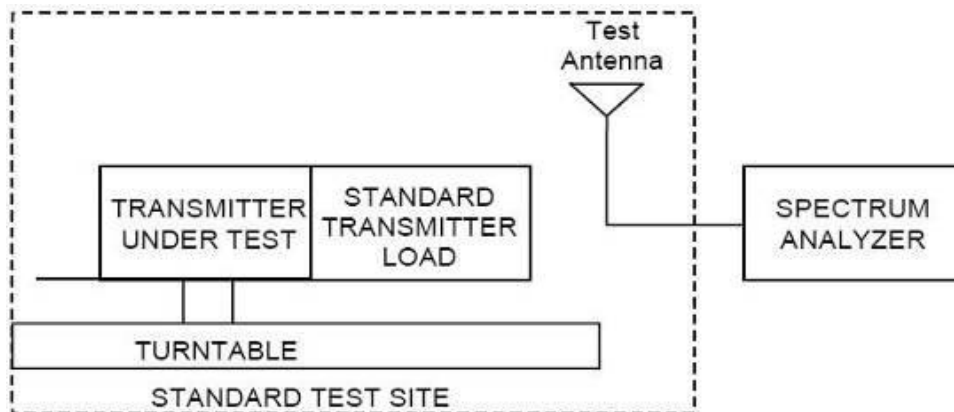 Test
Antenna
TRANSMITTER
UNDER TEST
STANDARD
TRANSMITTER
LOAD
SPECTRUM
ANALYZER
TURNTABLE
STANDARD TEST SITE